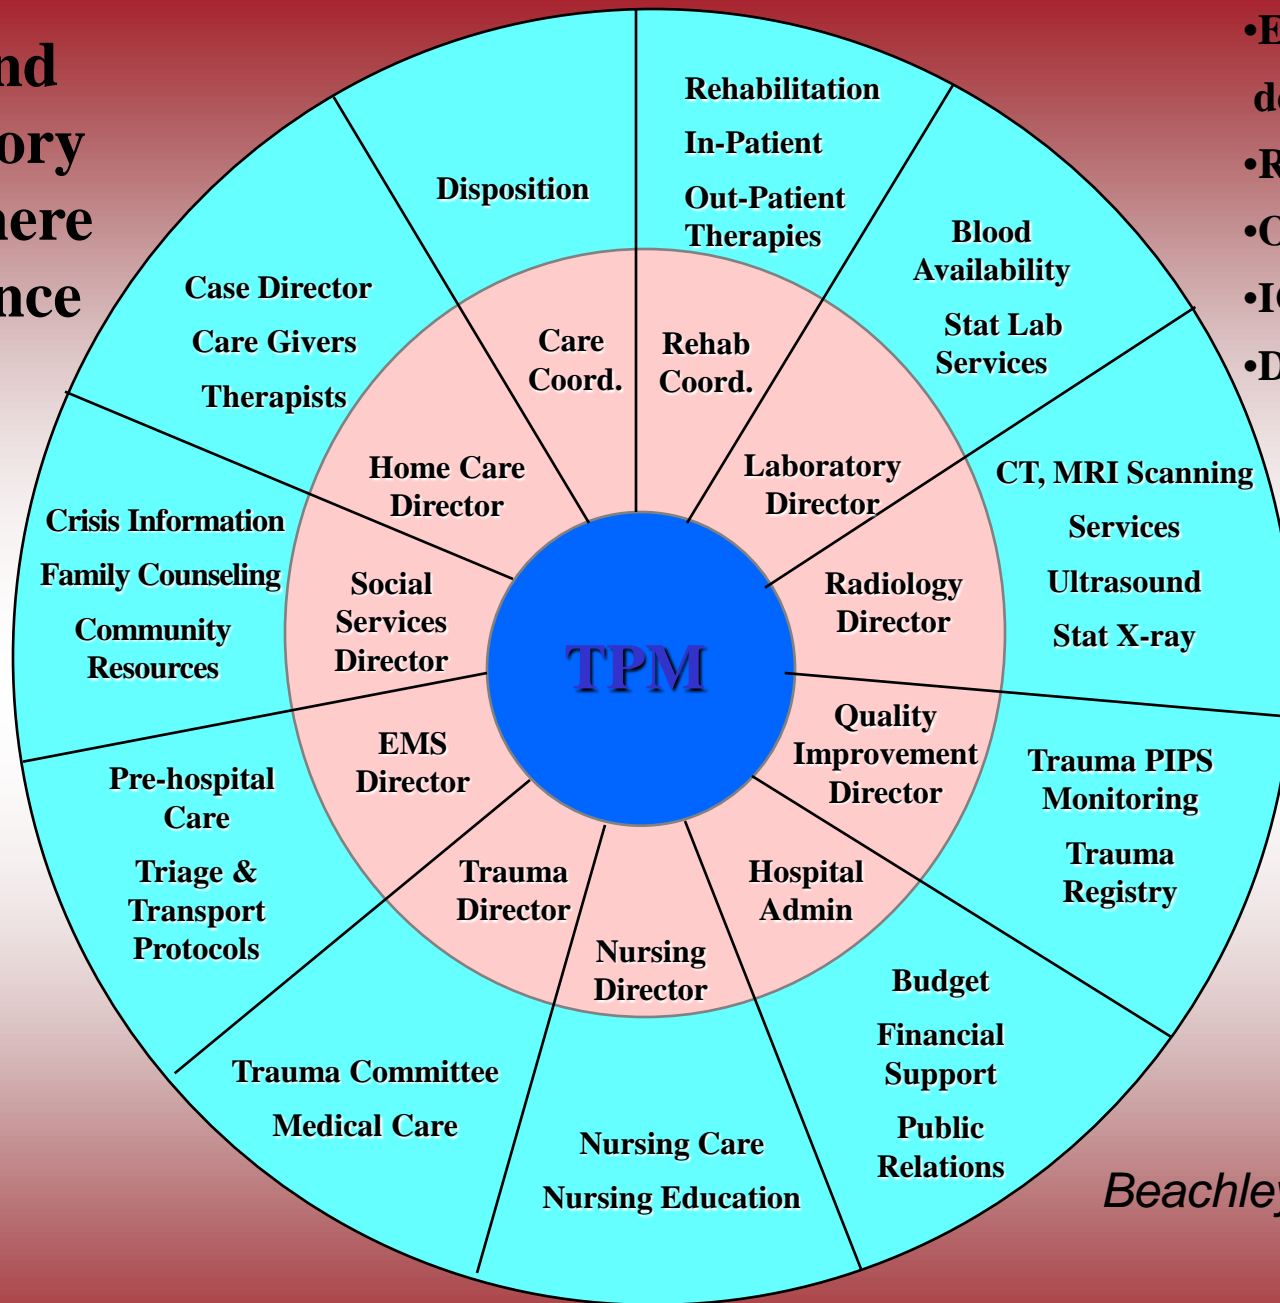 Rehabilitation
In-Patient
Out-Patient
Therapies
Disposition
Blood
Availability
Stat Lab
Services
Case Director
Care Givers
Therapists
Care
Coord.
Rehab
Coord.
Home Care
Director
Laboratory
Director
CT, MRI Scanning
Services
Ultrasound
Stat X-ray
Crisis Information
Family Counseling
Community
Resources
Social
Services
Director
Radiology
Director
TPM
EMS
Director
Quality
Improvement
Director
Pre-hospital
Care
Triage &
Transport
Protocols
Trauma PIPS
Monitoring
Trauma
Registry
Trauma
Director
Hospital
Admin
Nursing
Director
Budget
Financial
Support
Public
Relations
Trauma Committee
Medical Care
Nursing Care
Nursing Education
Beachley